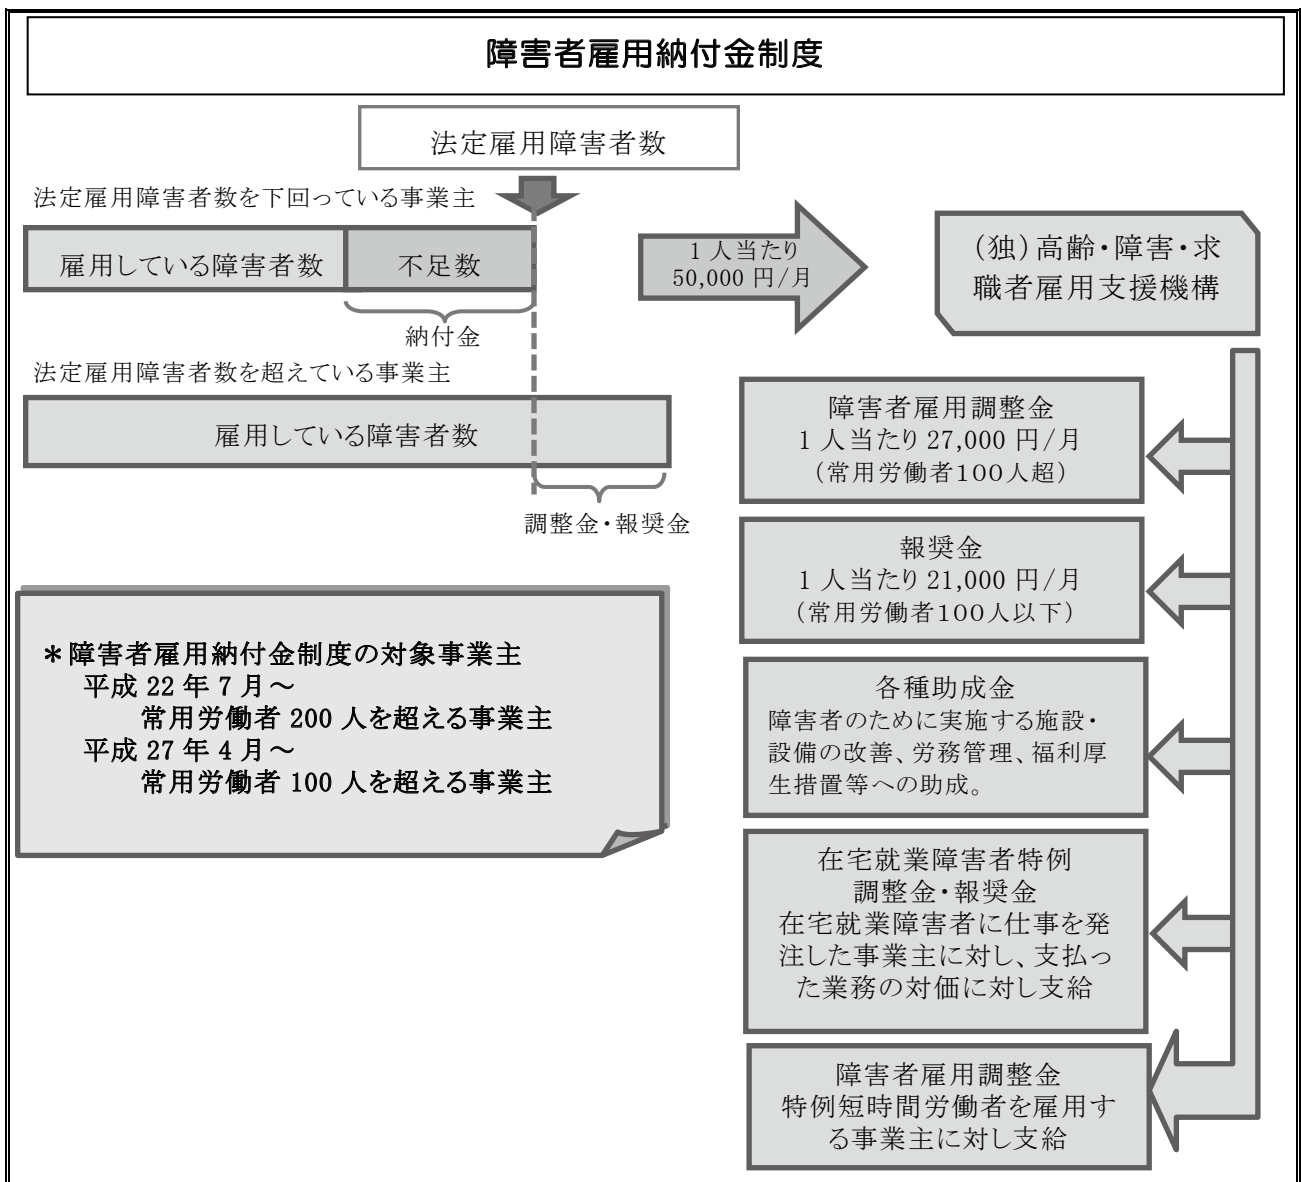 障害者雇用納付金制度
法定雇用障害者数
法定雇用障害者数を下回っている事業主
雇用している障害者数
不足数
納付金
1人当たり
50,000円/月
(独)高齢・障害・求
職者雇用支援機構
法定雇用障害者数を超えている事業主
雇用している障害者数
調整金・報奨金
＊障害者雇用納付金制度の対象事業主
平成22年7月～
常用労働者200人を超える事業主
平成27年4月～
常用労働者100人を超える事業主
障害者雇用調整金
1人当たり27,000円/月
(常用労働者100人超)
報奨金
1人当たり21,000円/月
(常用労働者100人以下)
各種助成金
障害者のために実施する施設・
設備の改善、労務管理、福利厚
生措置等への助成。
在宅就業障害者特例
調整金・報奨金
在宅就業障害者に仕事を発
注した事業主に対し、支払っ
た業務の対価に対し支給
障害者雇用調整金
特例短時間労働者を雇用す
る事業主に対し支給